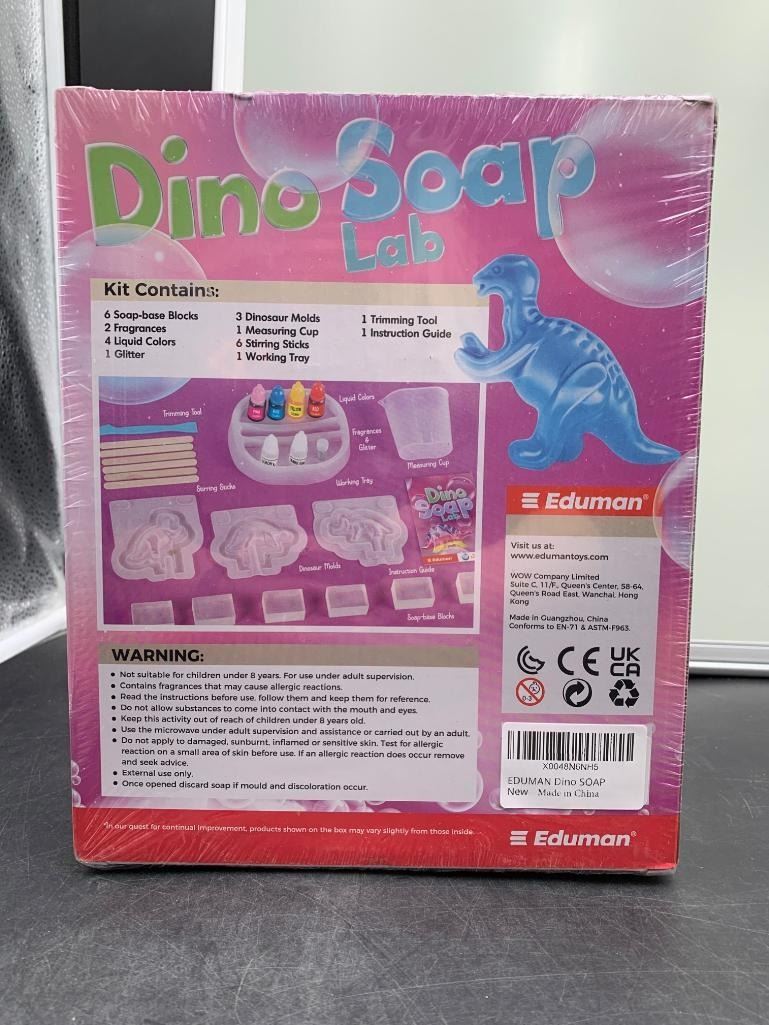 Dino Soap
Lab
Kit Contains:
6 Soap-base Blocks
2 Fragrances
4 Liquid Colors
1 Glitter
3 Dinosaur Molds
1 Measuring Cup
6 Stirring Sticks
1 Working Tray
1 Trimming Tool
1 Instruction Guide
Trimming Tool
Liquid Colors
Fragrances
&
Glitter
Measuring Cup
Stirring Sticks
Working Tray
Dino
Soap
Lab
Eduman
Dinosaur Molds
Instruction Guide
Soap-base Blocks
Eduman®
Visit us at:
www.edumantoys.com
WOW Company Limited
Suite C, 11/F., Queen's Center, 58-64,
Queen's Road East, Wanchai, Hong
Kong
Made in Guangzhou, China
Conforms to EN-71 & ASTM-F963.
CE
UK
CA
0-3
WARNING:
• Not suitable for children under 8 years. For use under adult supervision.
• Contains fragrances that may cause allergic reactions.
• Read the instructions before use, follow them and keep them for reference.
• Do not allow substances to come into contact with the mouth and eyes.
• Keep this activity out of reach of children under 8 years old.
• Use the microwave under adult supervision and assistance or carried out by an adult.
• Do not apply to damaged, sunburnt, inflamed or sensitive skin. Test for allergic
reaction on a small area of skin before use. If an allergic reaction does occur remove
and seek advice.
• External use only.
• Once opened discard soap if mould and discoloration occur.
X0048N6NH5
EDUMAN Dino SOAP
New Made in China
*In our quest for continual improvement, products shown on the box may vary slightly from those inside.
Eduman®